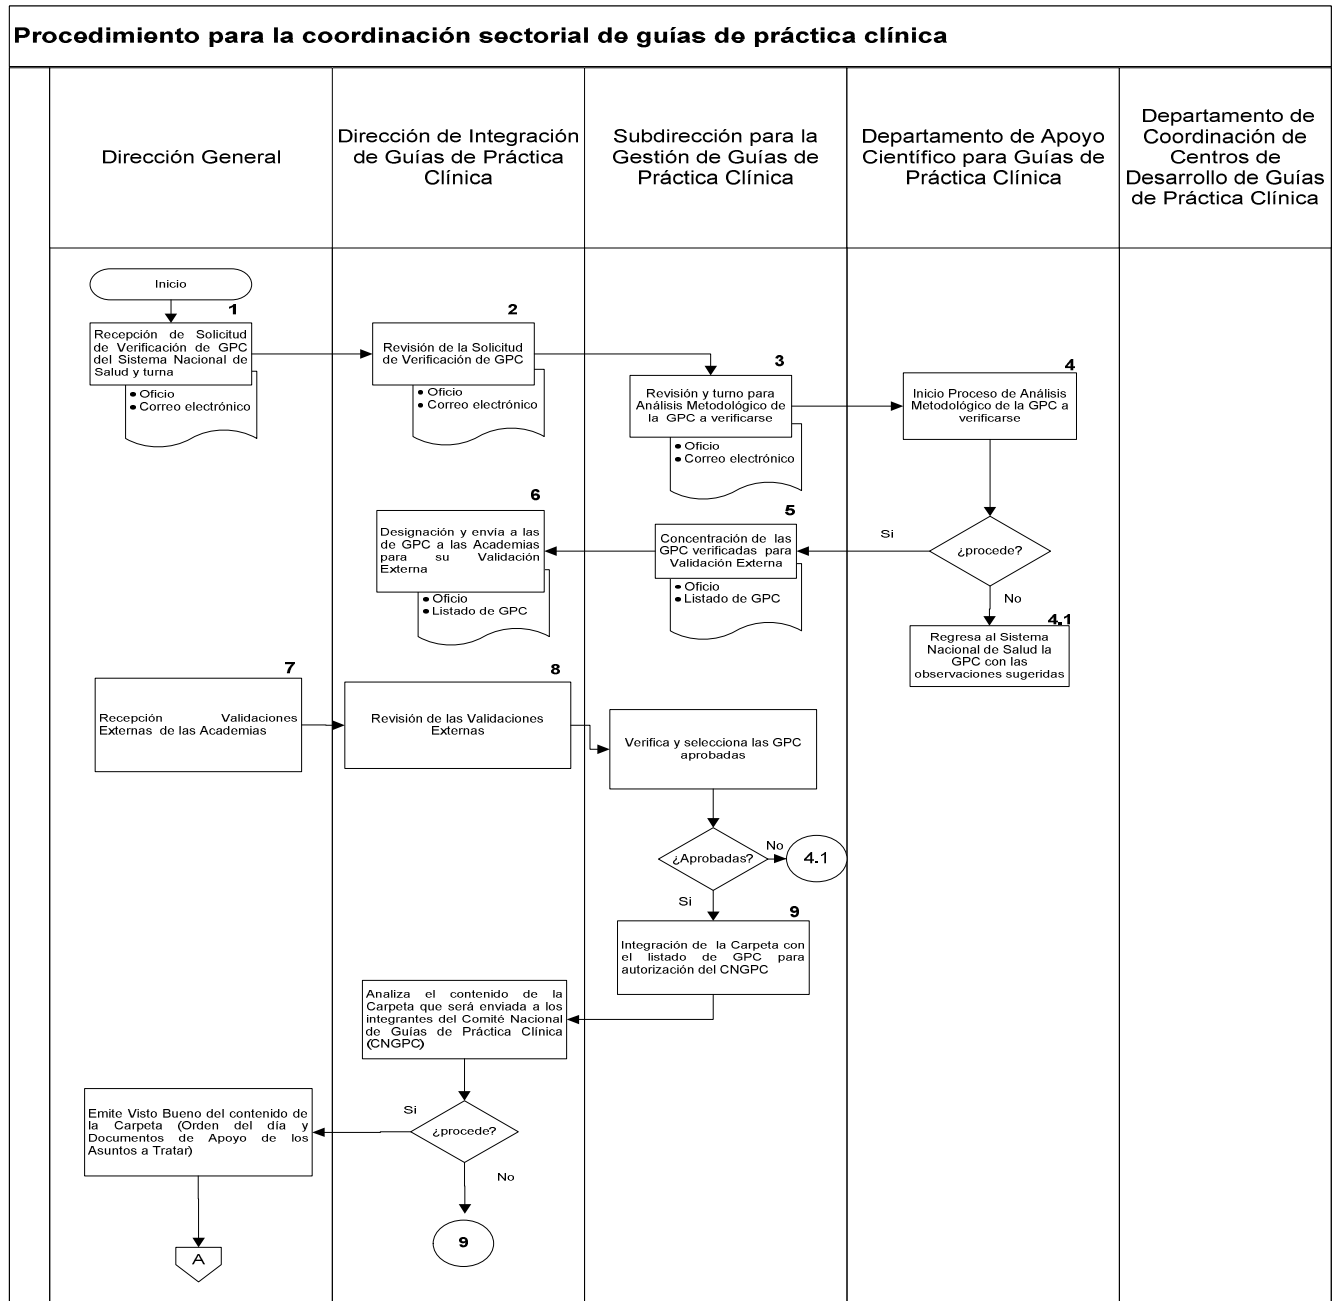 Procedimiento para la coordinación sectorial de guías de práctica clínica
Dirección General
Dirección de Integración
de Guías de Práctica
Clínica
Subdirección para la
Gestión de Guías de
Práctica Clínica
Departamento de Apoyo
Científico para Guías de
Práctica Clínica
Departamento de
Coordinación de
Centros de
Desarrollo de Guías
de Práctica Clínica
Inicio
1
Recepción de Solicitud
de Verificación de GPC
del Sistema Nacional de
Salud y turna
• Oficio
• Correo electrónico
2
Revisión de la Solicitud
de Verificación de GPC
• Oficio
• Correo electrónico
3
Revisión y turno para
Análisis Metodológico de
la GPC a verificarse
• Oficio
• Correo electrónico
4
Inicio Proceso de Análisis
Metodológico de la GPC a
verificarse
¿procede?
Si
No
4.1
Regresa al Sistema
Nacional de Salud la
GPC con las
observaciones sugeridas
5
Concentración de las
GPC verificadas para
Validación Externa
• Oficio
• Listado de GPC
6
Designación y envía a las
de GPC a las Academias
para su Validación
Externa
• Oficio
• Listado de GPC
7
Recepción Validaciones
Externas de las Academias
8
Revisión de las Validaciones
Externas
Verifica y selecciona las GPC
aprobadas
¿Aprobadas?
No
4.1
Si
9
Integración de la Carpeta con
el listado de GPC para
autorización del CNGPC
Analiza el contenido de la
Carpeta que será enviada a los
integrantes del Comité Nacional
de Guías de Práctica Clínica
(CNGPC)
¿procede?
Si
No
9
Emite Visto Bueno del contenido de
la Carpeta (Orden del día y
Documentos de Apoyo de los
Asuntos a Tratar)
A